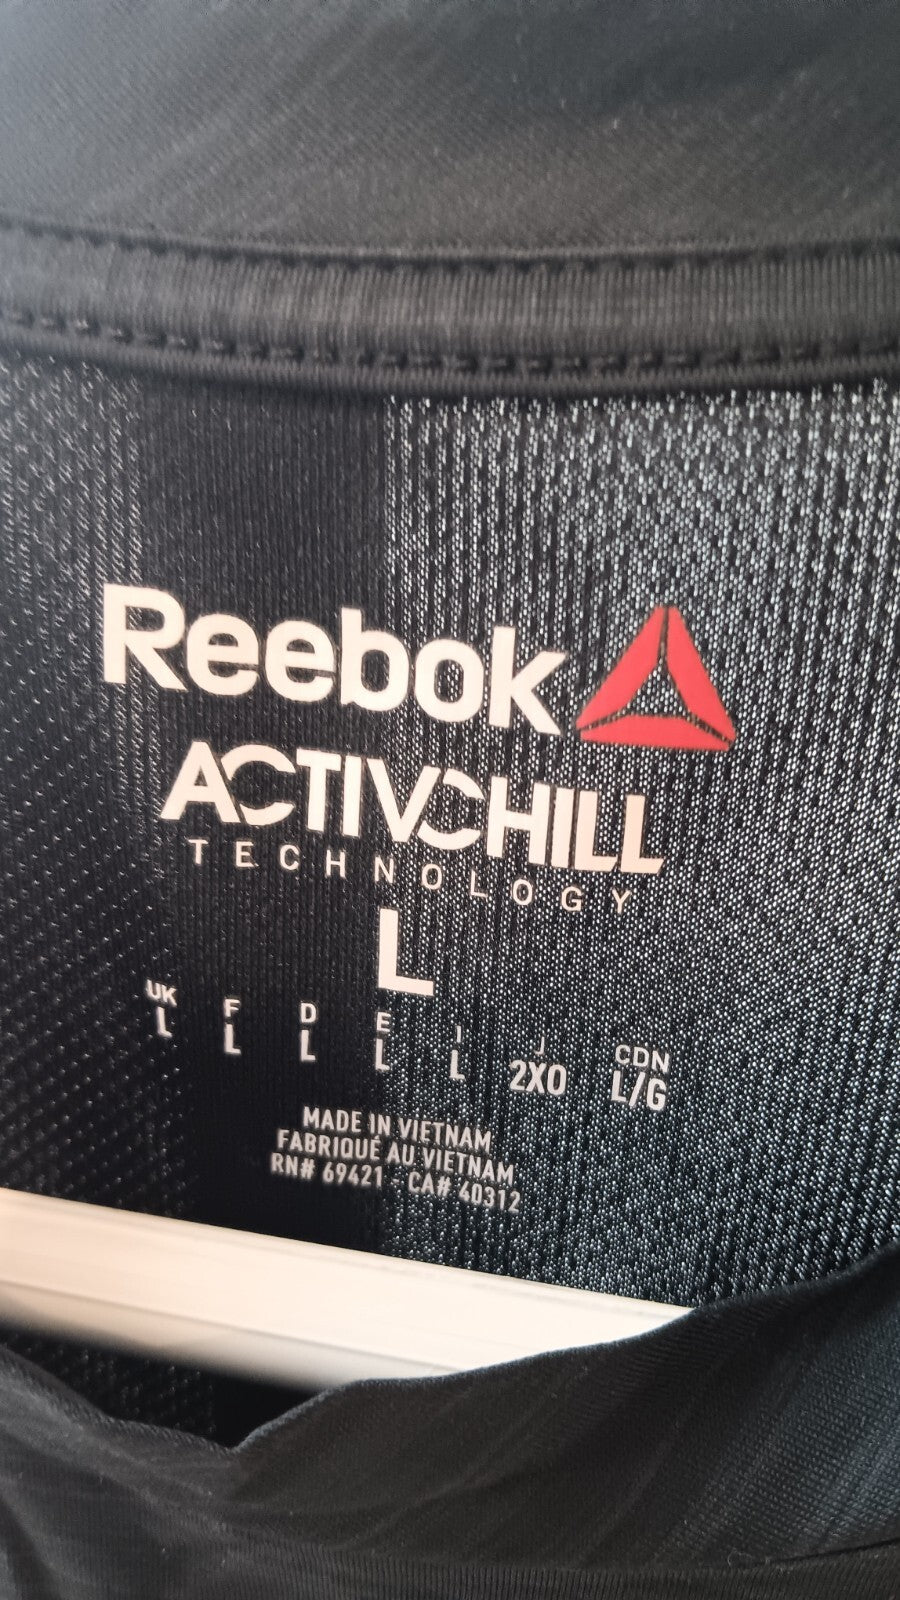 Reebok
ACTIVCHILL
TECHNOLOGY
L
UK F D E I J CDN
L L L L L 2XO L/G
MADE IN VIETNAM
FABRIQUÉ AU VIETNAM
RN# 69421 - CA# 40312